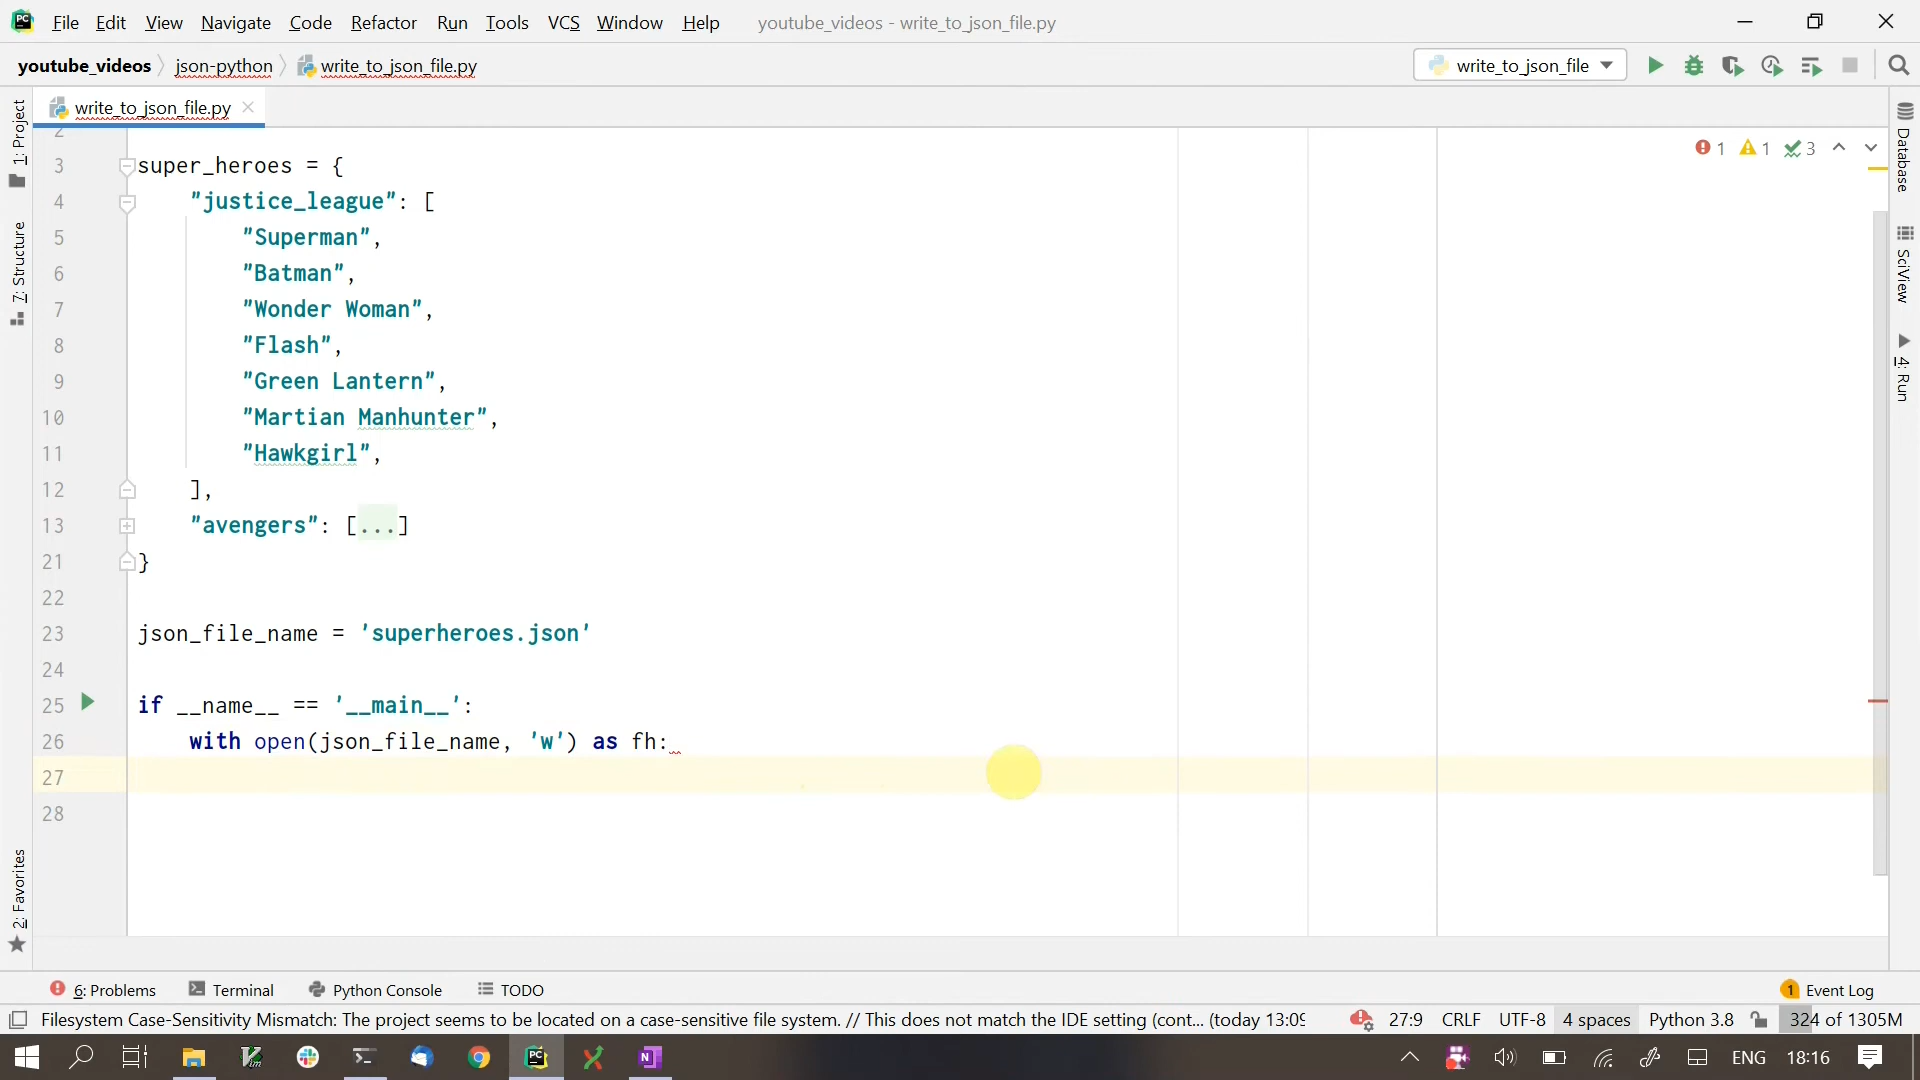 File Edit View Navigate Code Refactor Run Tools VCS Window Help youtube_videos - write_to_json_file.py
youtube_videos json-python write_to_json_file.py write_to_json_file
write_to_json_file.py
1: Project
7: Structure
2: Favorites
2
3 super_heroes = {
4 "justice_league": [
5 "Superman",
6 "Batman",
7 "Wonder Woman",
8 "Flash",
9 "Green Lantern",
10 "Martian Manhunter",
11 "Hawkgirl",
12 ],
13 "avengers": [...]
21 }
22
23 json_file_name = 'superheroes.json'
24
25 if __name__ == '__main__':
26 with open(json_file_name, 'w') as fh:
27
28
1 1 3
Database
SciView
4: Run
6: Problems Terminal Python Console TODO 1 Event Log
Filesystem Case-Sensitivity Mismatch: The project seems to be located on a case-sensitive file system. // This does not match the IDE setting (cont... (today 13:09 27:9 CRLF UTF-8 4 spaces Python 3.8 324 of 1305M
ENG 18:16